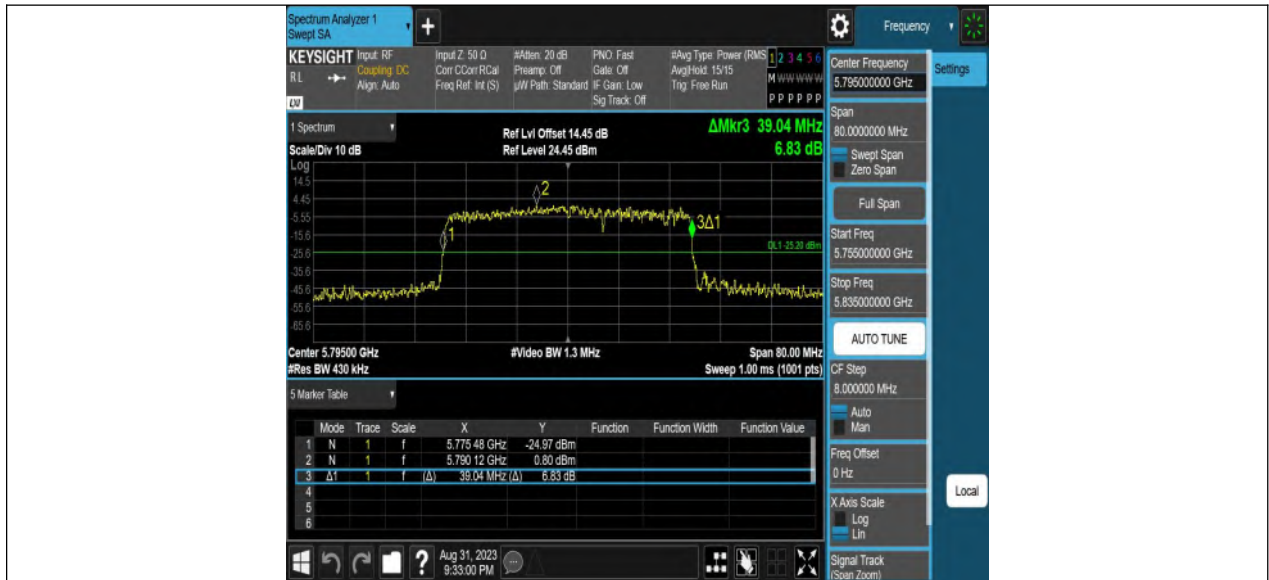 Spectrum Analyzer 1
Swept SA
+
Frequency
KEYSIGHT
RL
Input: RF
Coupling: DC
Align: Auto
Input Z: 50 Ω
Corr CCorr RCal
Freq Ref: Int (S)
#Atten: 20 dB
Preamp: Off
µW Path: Standard
PNO: Fast
Gate: Off
IF Gain: Low
Sig Track: Off
#Avg Type: Power (RMS
Avg|Hold: 15/15
Trig: Free Run
1 2 3 4 5 6
M W W W W W
P P P P P P
LXI
1 Spectrum
Scale/Div 10 dB
Ref Lvl Offset 14.45 dB
Ref Level 24.45 dBm
ΔMkr3 39.04 MHz
6.83 dB
Log
14.5
4.45
-5.55
-15.6
-25.6
-35.6
-45.6
-55.6
-65.6
1
2
3Δ1
DL1 -25.20 dBm
Center 5.79500 GHz
#Res BW 430 kHz
#Video BW 1.3 MHz
Span 80.00 MHz
Sweep 1.00 ms (1001 pts)
5 Marker Table
Mode Trace Scale X Y Function Function Width Function Value
1 N 1 f 5.775 48 GHz -24.97 dBm
2 N 1 f 5.790 12 GHz 0.80 dBm
3 Δ1 1 f (Δ) 39.04 MHz (Δ) 6.83 dB
4
5
6
?
Aug 31, 2023
9:33:00 PM
Center Frequency
5.795000000 GHz
Settings
Span
80.0000000 MHz
Swept Span
Zero Span
Full Span
Start Freq
5.755000000 GHz
Stop Freq
5.835000000 GHz
AUTO TUNE
CF Step
8.000000 MHz
Auto
Man
Freq Offset
0 Hz
X Axis Scale
Log
Lin
Local
Signal Track
(Span Zoom)